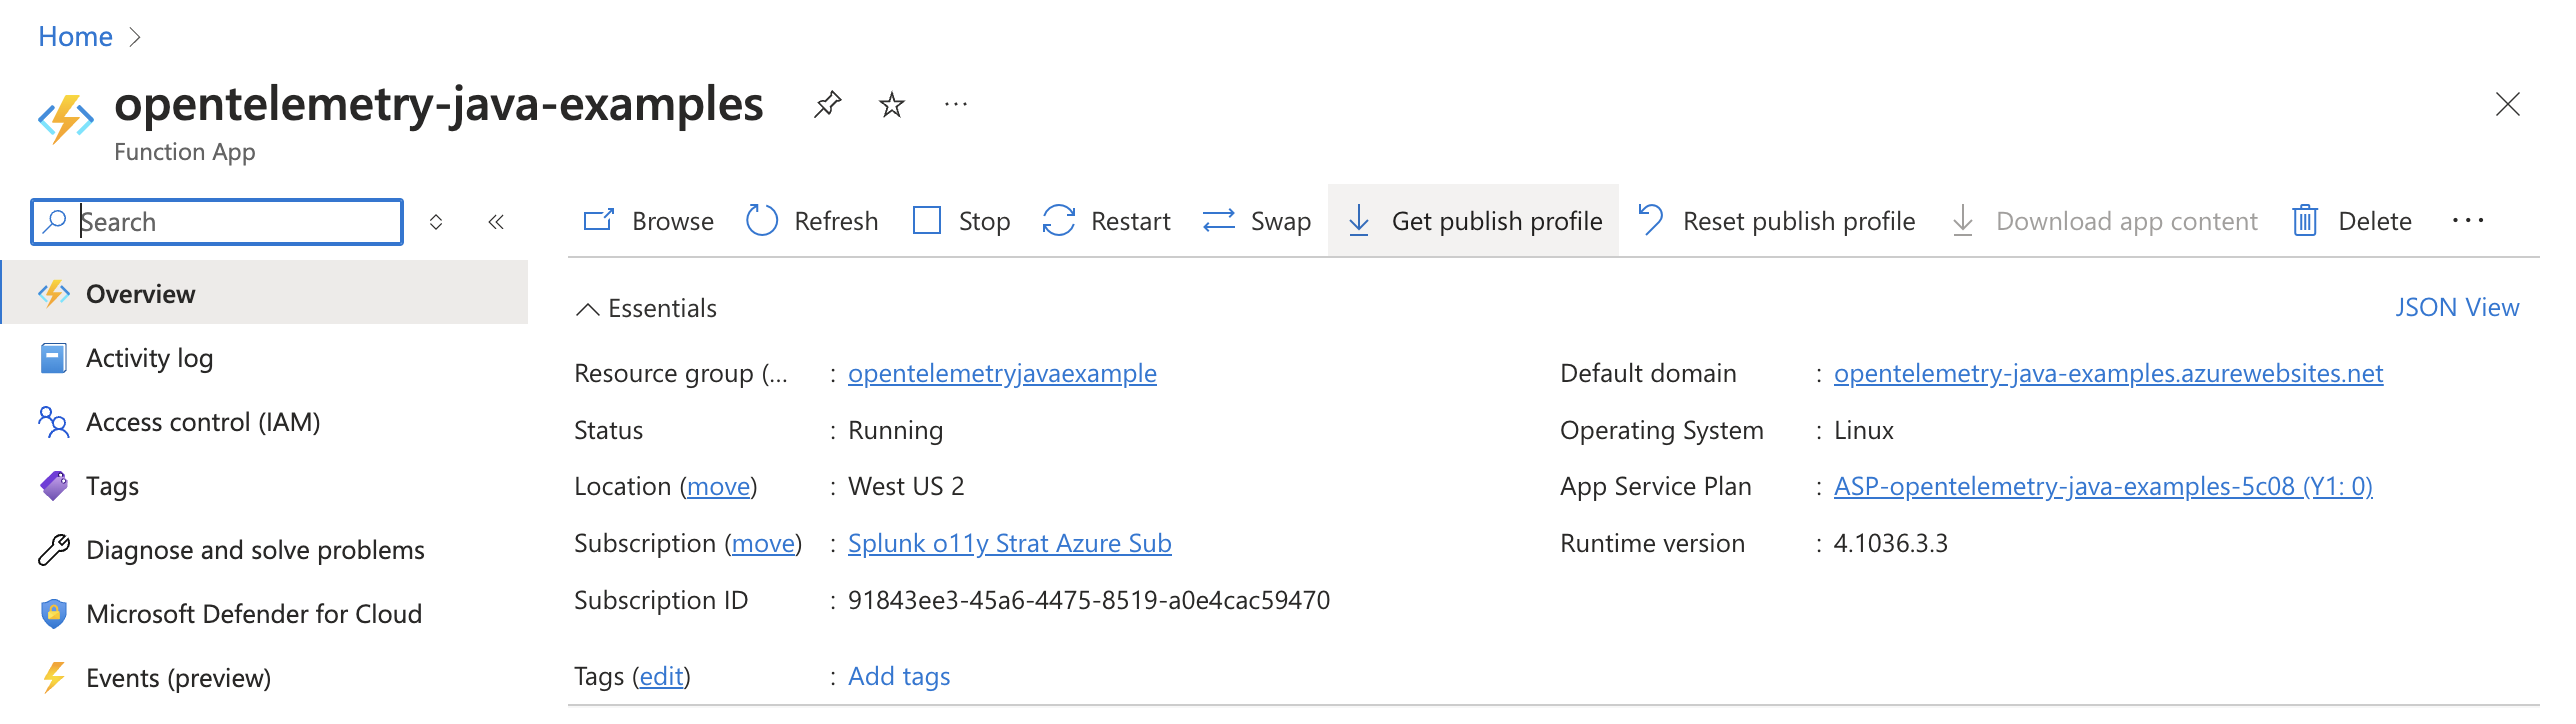 Home
opentelemetry-java-examples
Function App
Search
Browse Refresh Stop Restart Swap Get publish profile Reset publish profile Download app content Delete
Overview
Activity log
Access control (IAM)
Tags
Diagnose and solve problems
Microsoft Defender for Cloud
Events (preview)
Essentials JSON View
Resource group (... : opentelemetryjavaexample
Status : Running
Location (move) : West US 2
Subscription (move) : Splunk o11y Strat Azure Sub
Subscription ID : 91843ee3-45a6-4475-8519-a0e4cac59470
Default domain : opentelemetry-java-examples.azurewebsites.net
Operating System : Linux
App Service Plan : ASP-opentelemetry-java-examples-5c08 (Y1: 0)
Runtime version : 4.1036.3.3
Tags (edit) : Add tags